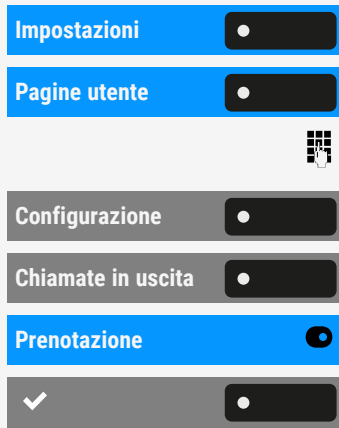 Impostazioni
Pagine utente
Configurazione
Chiamate in uscita
Prenotazione